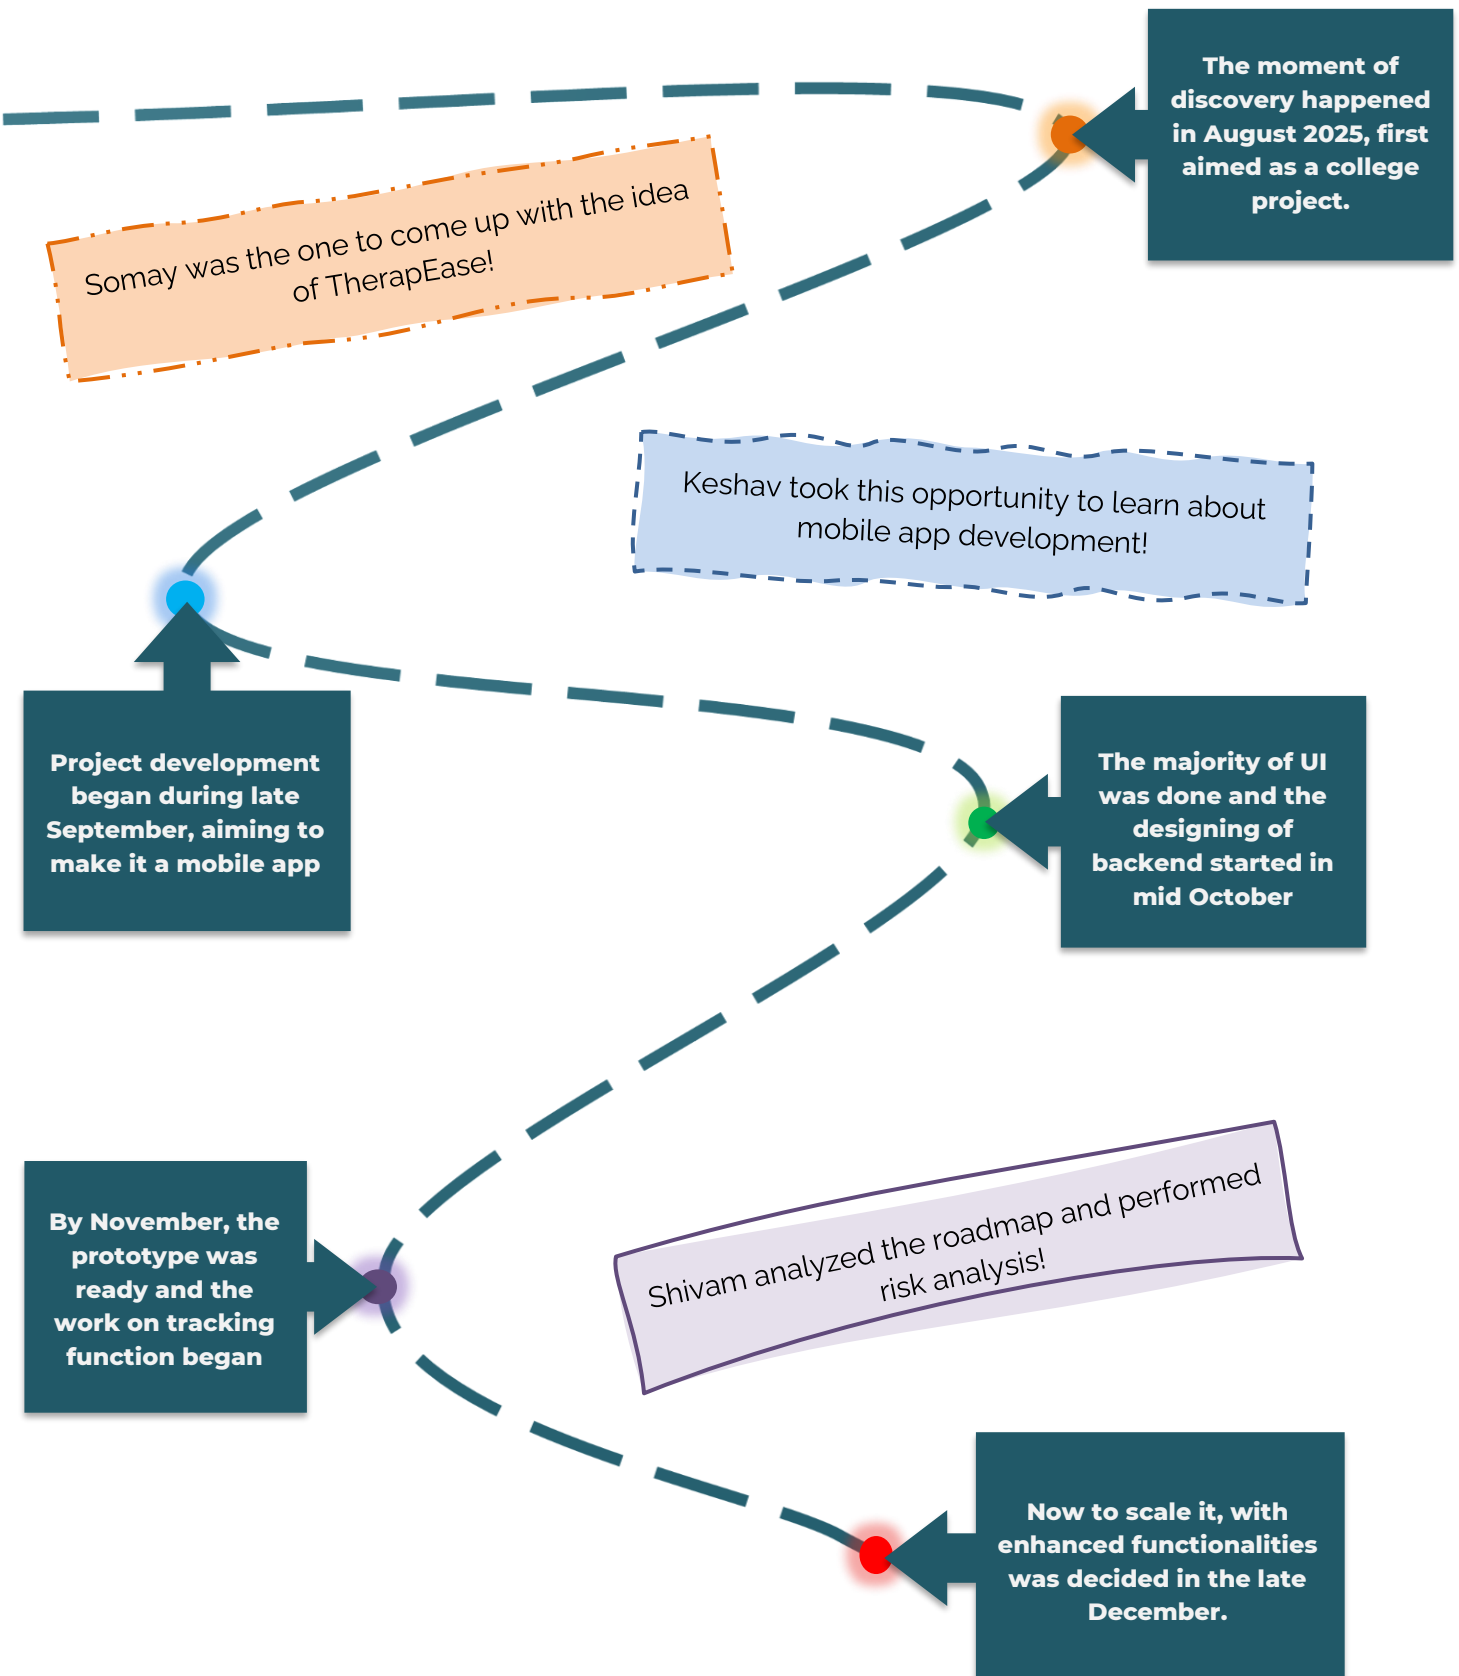 The moment of
discovery happened
in August 2025, first
aimed as a college
project.
Somay was the one to come up with the idea
of TherapEase!
Keshav took this opportunity to learn about
mobile app development!
Project development
began during late
September, aiming to
make it a mobile app
The majority of UI
was done and the
designing of
backend started in
mid October
By November, the
prototype was
ready and the
work on tracking
function began
Shivam analyzed the roadmap and performed
risk analysis!
Now to scale it, with
enhanced functionalities
was decided in the late
December.